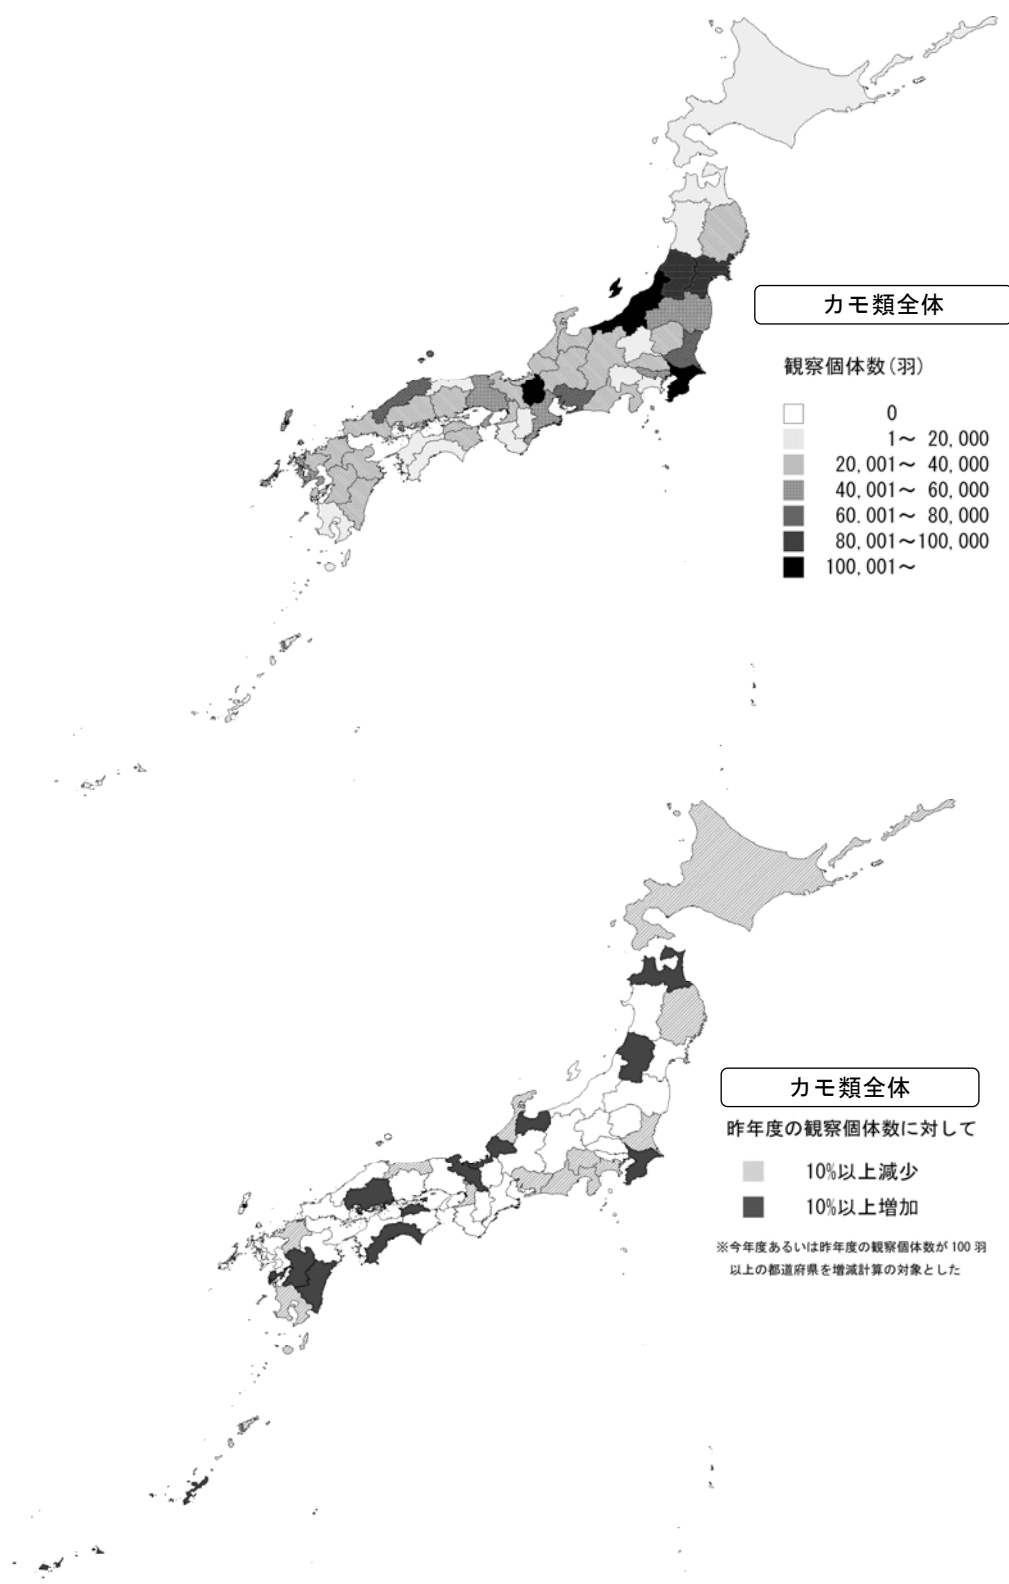 カモ類全体
観察個体数(羽)
0
1～ 20,000
20,001～ 40,000
40,001～ 60,000
60.001～ 80,000
80,001～100,000
100,001～
カモ類全体
昨年度の観察個体数に対して
10%以上減少
10%以上増加
※今年度あるいは昨年度の観察個体数が 100 羽
以上の都道府県を増減計算の対象とした